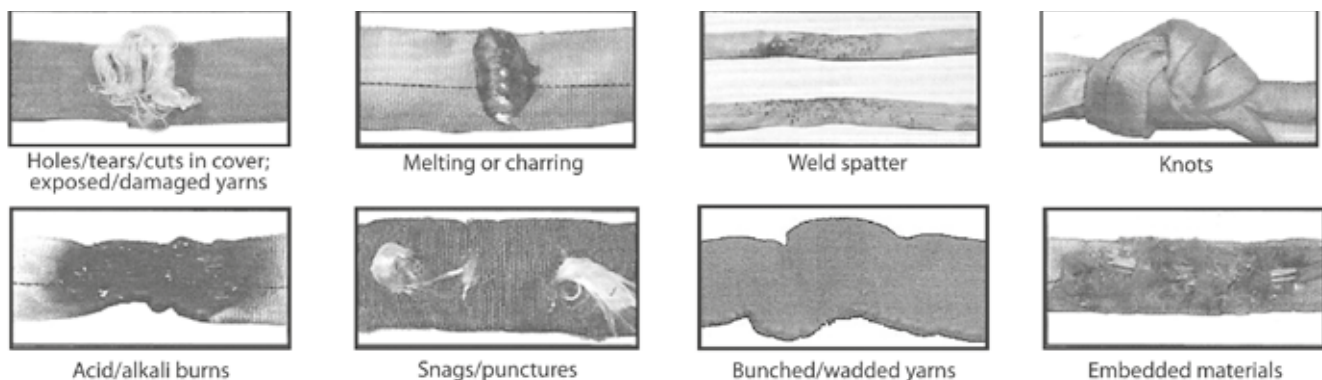 Holes/tears/cuts in cover;
exposed/damaged yarns
Melting or charring
Weld spatter
Knots
Acid/alkali burns
Snags/punctures
Bunched/wadded yarns
Embedded materials